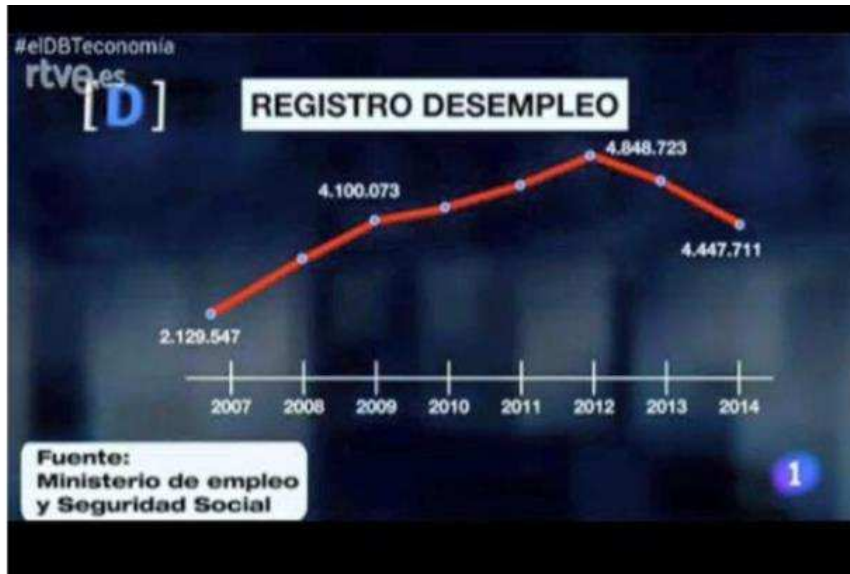 #elDBTeconomía
rtve.es
[D]
REGISTRO DESEMPLEO
4.848.723
4.100.073
4.447.711
2.129.547
2007 2008 2009 2010 2011 2012 2013 2014
Fuente:
Ministerio de empleo
y Seguridad Social
1